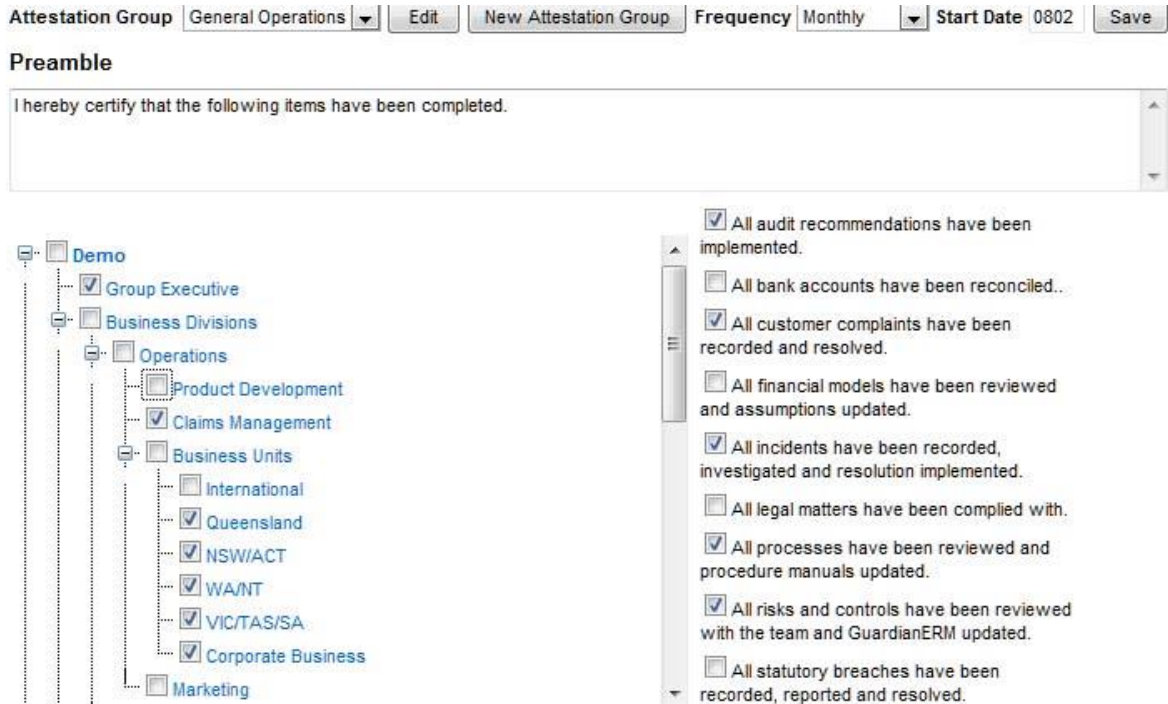 Attestation Group General Operations Edit New Attestation Group Frequency Monthly Start Date 0802 Save
Preamble
I hereby certify that the following items have been completed.
Demo
Group Executive
Business Divisions
Operations
Product Development
Claims Management
Business Units
International
Queensland
NSW/ACT
WA/NT
VIC/TAS/SA
Corporate Business
Marketing
All audit recommendations have been
implemented.
All bank accounts have been reconciled..
All customer complaints have been
recorded and resolved.
All financial models have been reviewed
and assumptions updated.
All incidents have been recorded,
investigated and resolution implemented.
All legal matters have been complied with.
All processes have been reviewed and
procedure manuals updated.
All risks and controls have been reviewed
with the team and GuardianERM updated.
All statutory breaches have been
recorded, reported and resolved.